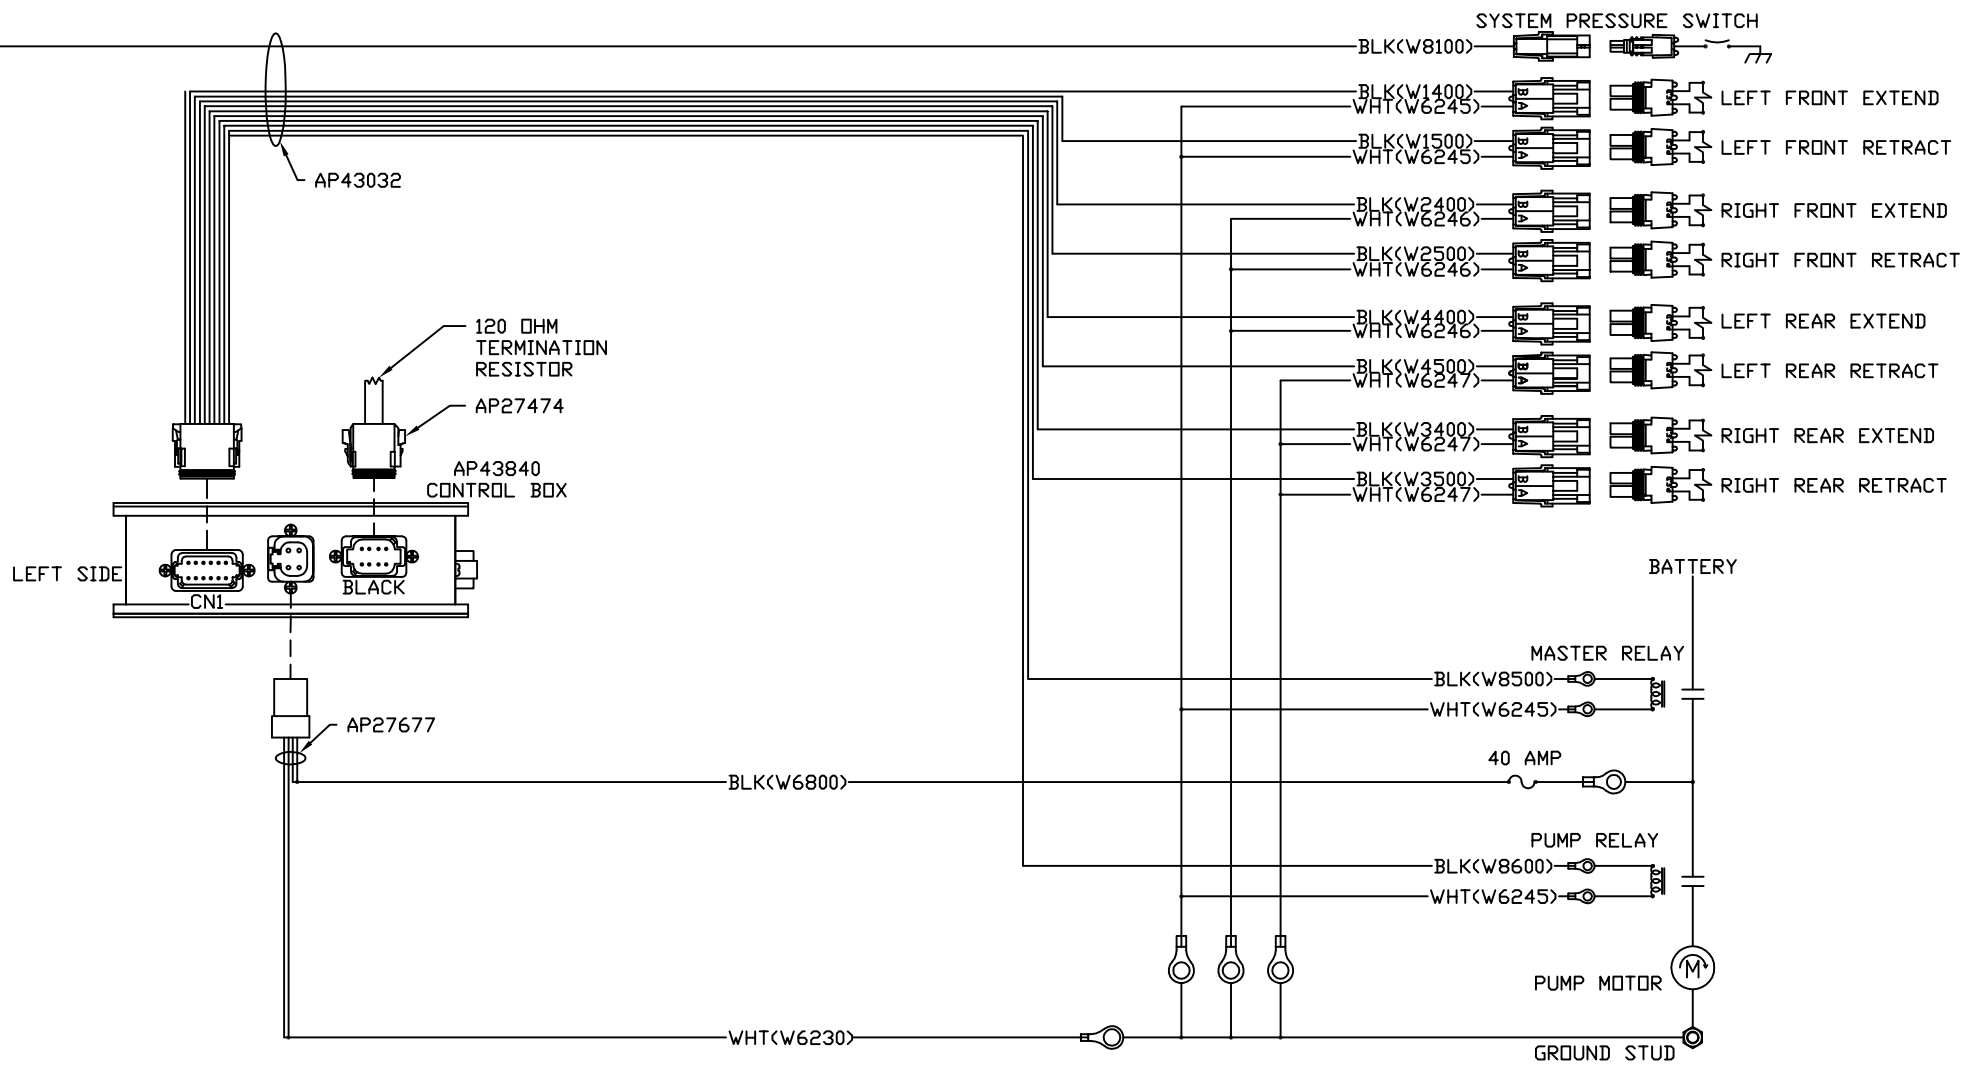 SYSTEM PRESSURE SWITCH
BLK(W8100)
BLK(W1400)
WHT(W6245)
B
A
LEFT FRONT EXTEND
BLK(W1500)
WHT(W6245)
B
A
LEFT FRONT RETRACT
AP43032
BLK(W2400)
WHT(W6246)
B
A
RIGHT FRONT EXTEND
BLK(W2500)
WHT(W6246)
B
A
RIGHT FRONT RETRACT
BLK(W4400)
WHT(W6246)
B
A
LEFT REAR EXTEND
120 OHM
TERMINATION
RESISTOR
BLK(W4500)
WHT(W6247)
B
A
LEFT REAR RETRACT
AP27474
BLK(W3400)
WHT(W6247)
B
A
RIGHT REAR EXTEND
AP43840
CONTROL BOX
BLK(W3500)
WHT(W6247)
B
A
RIGHT REAR RETRACT
LEFT SIDE
CN1
BLACK
BATTERY
MASTER RELAY
BLK(W8500)
WHT(W6245)
AP27677
40 AMP
BLK(W6800)
PUMP RELAY
BLK(W8600)
WHT(W6245)
M
PUMP MOTOR
WHT(W6230)
GROUND STUD